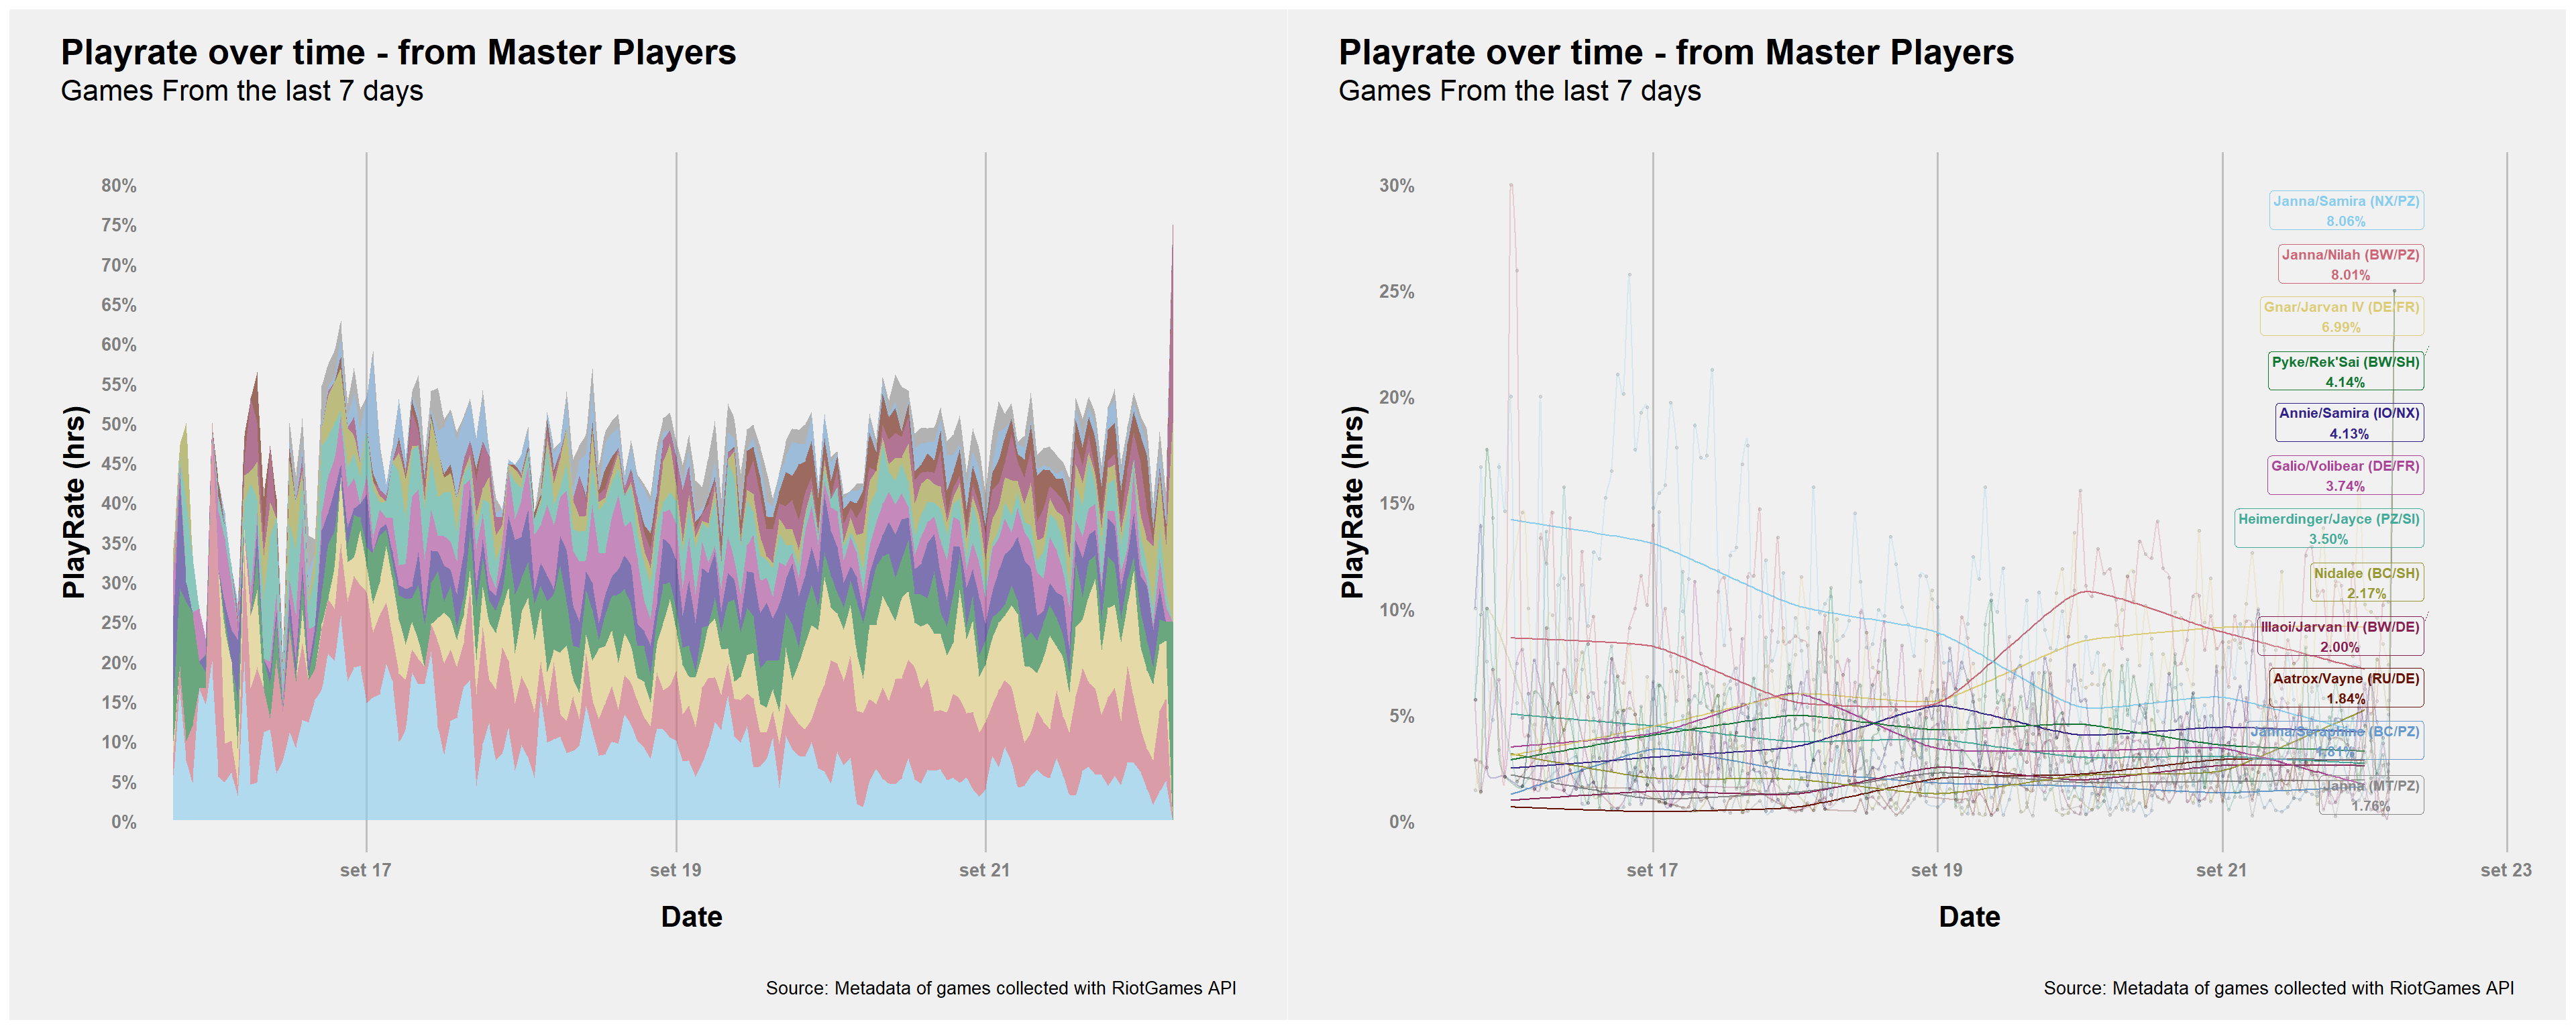 Playrate over time - from Master Players
Games From the last 7 days
80%
75%
70%
65%
60%
55%
50%
45%
40%
35%
30%
25%
20%
15%
10%
5%
0%
PlayRate (hrs)
set 17
set 19
set 21
Date
Source: Metadata of games collected with RiotGames API
Playrate over time - from Master Players
Games From the last 7 days
30%
25%
20%
15%
10%
5%
0%
PlayRate (hrs)
Janna/Samira (NX/PZ)
8.06%
Janna/Nilah (BW/PZ)
8.01%
Gnar/Jarvan IV (DE/FR)
6.99%
Pyke/Rek'Sai (BW/SH)
4.14%
Annie/Samira (IO/NX)
4.13%
Galio/Volibear (DE/FR)
3.74%
Heimerdinger/Jayce (PZ/SI)
3.50%
Nidalee (BC/SH)
2.17%
Illaoi/Jarvan IV (BW/DE)
2.00%
Aatrox/Vayne (RU/DE)
1.84%
Janna/Seraphine (BC/PZ)
1.81%
Janna (MT/PZ)
1.76%
set 17
set 19
set 21
set 23
Date
Source: Metadata of games collected with RiotGames API